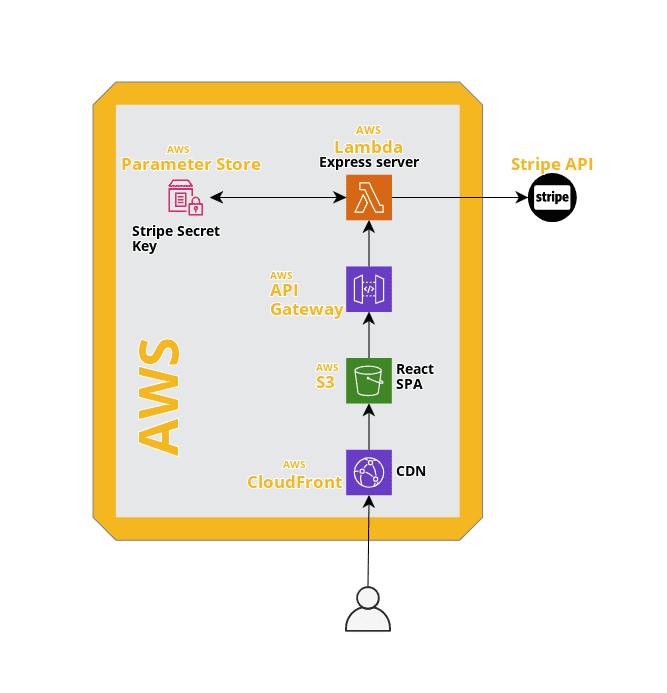 AWS
Parameter Store
Stripe Secret
Key
AWS
Lambda
Express server
Stripe API
stripe
AWS
API
Gateway
AWS
S3
React
SPA
AWS
AWS
CloudFront
CDN